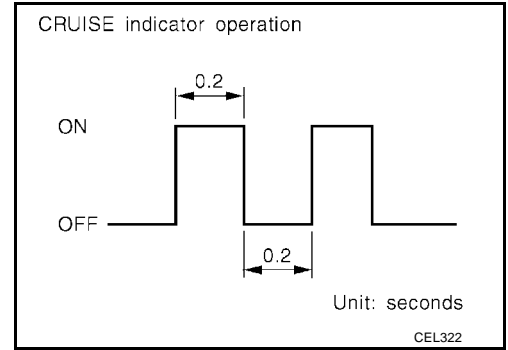 CRUISE indicator operation
0.2
ON
OFF
0.2
Unit: seconds
CEL322